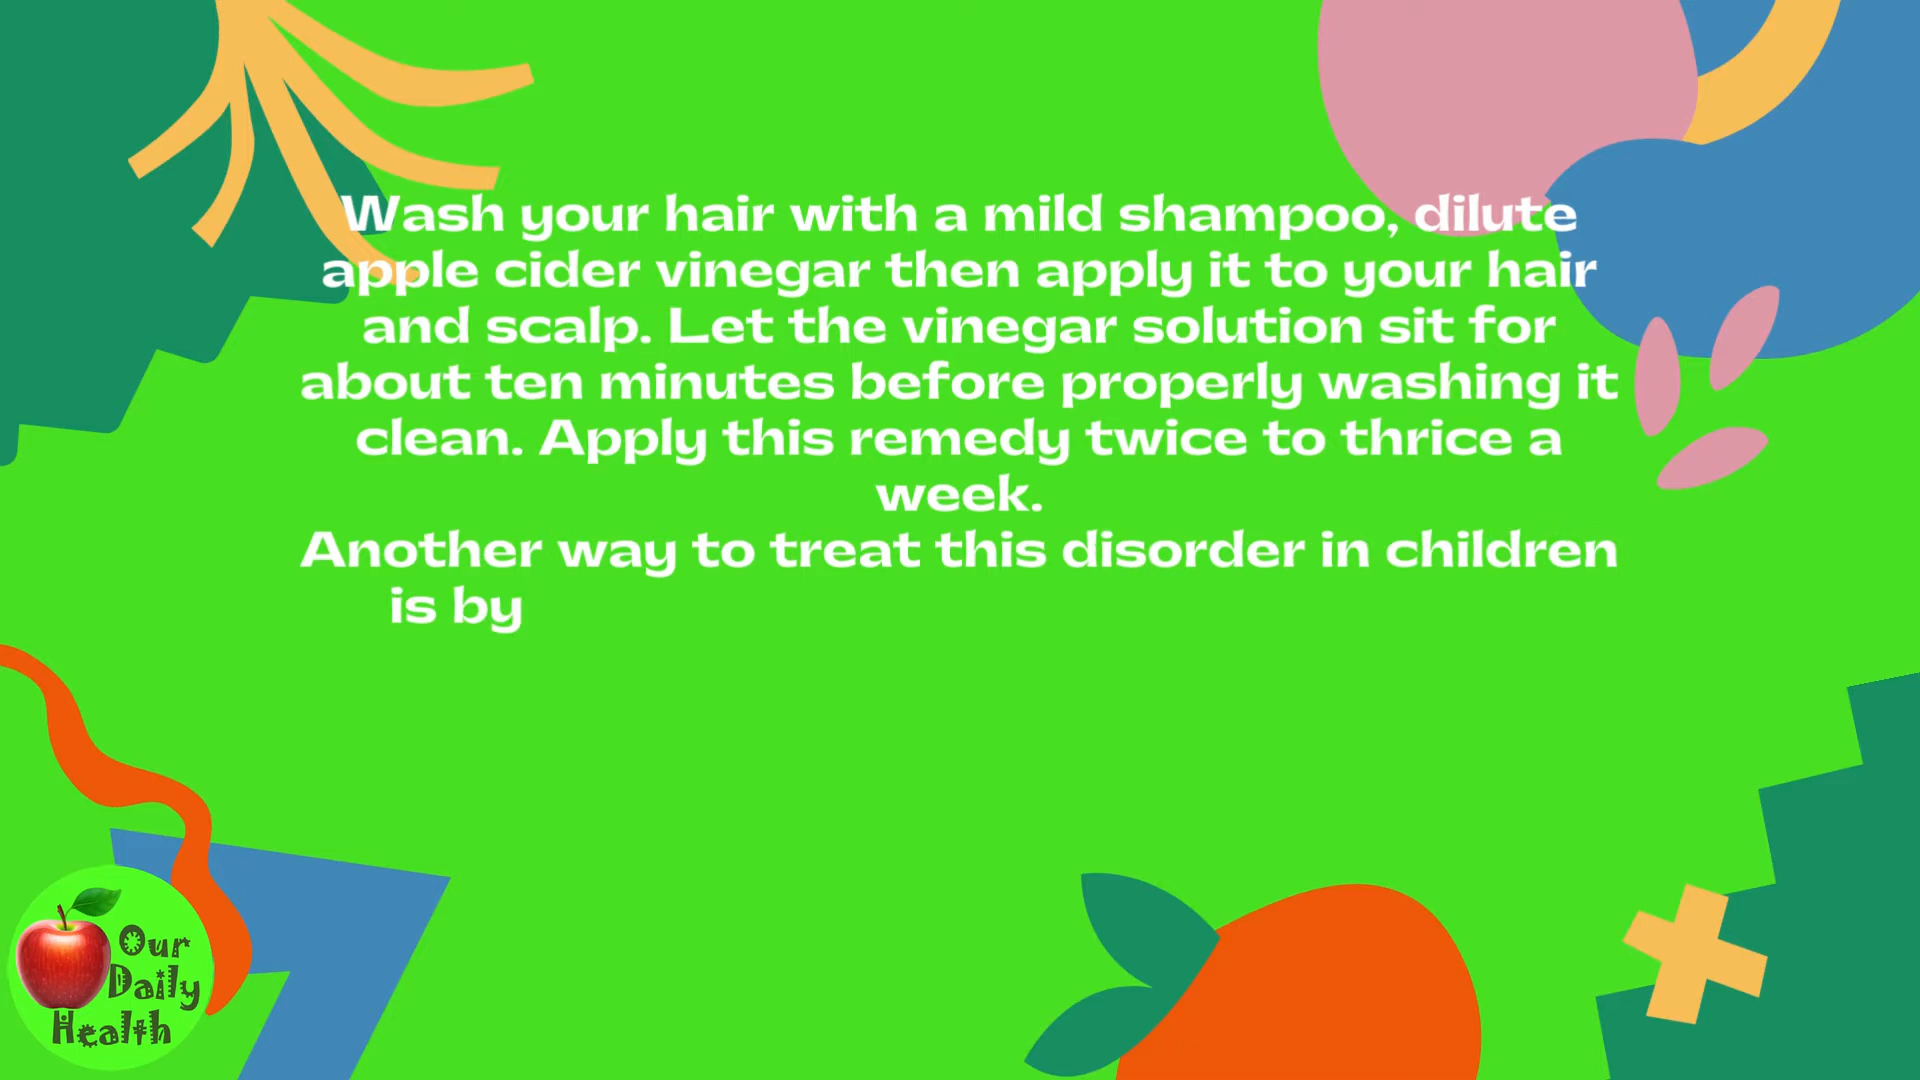 Wash your hair with a mild shampoo, dilute
apple cider vinegar then apply it to your hair
and scalp. Let the vinegar solution sit for
about ten minutes before properly washing it
clean. Apply this remedy twice to thrice a
week.
Another way to treat this disorder in children
is by
Our
Daily
Health